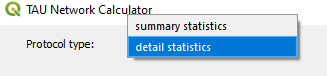 TAU Network Calculator
summary statistics
Protocol type:
detail statistics